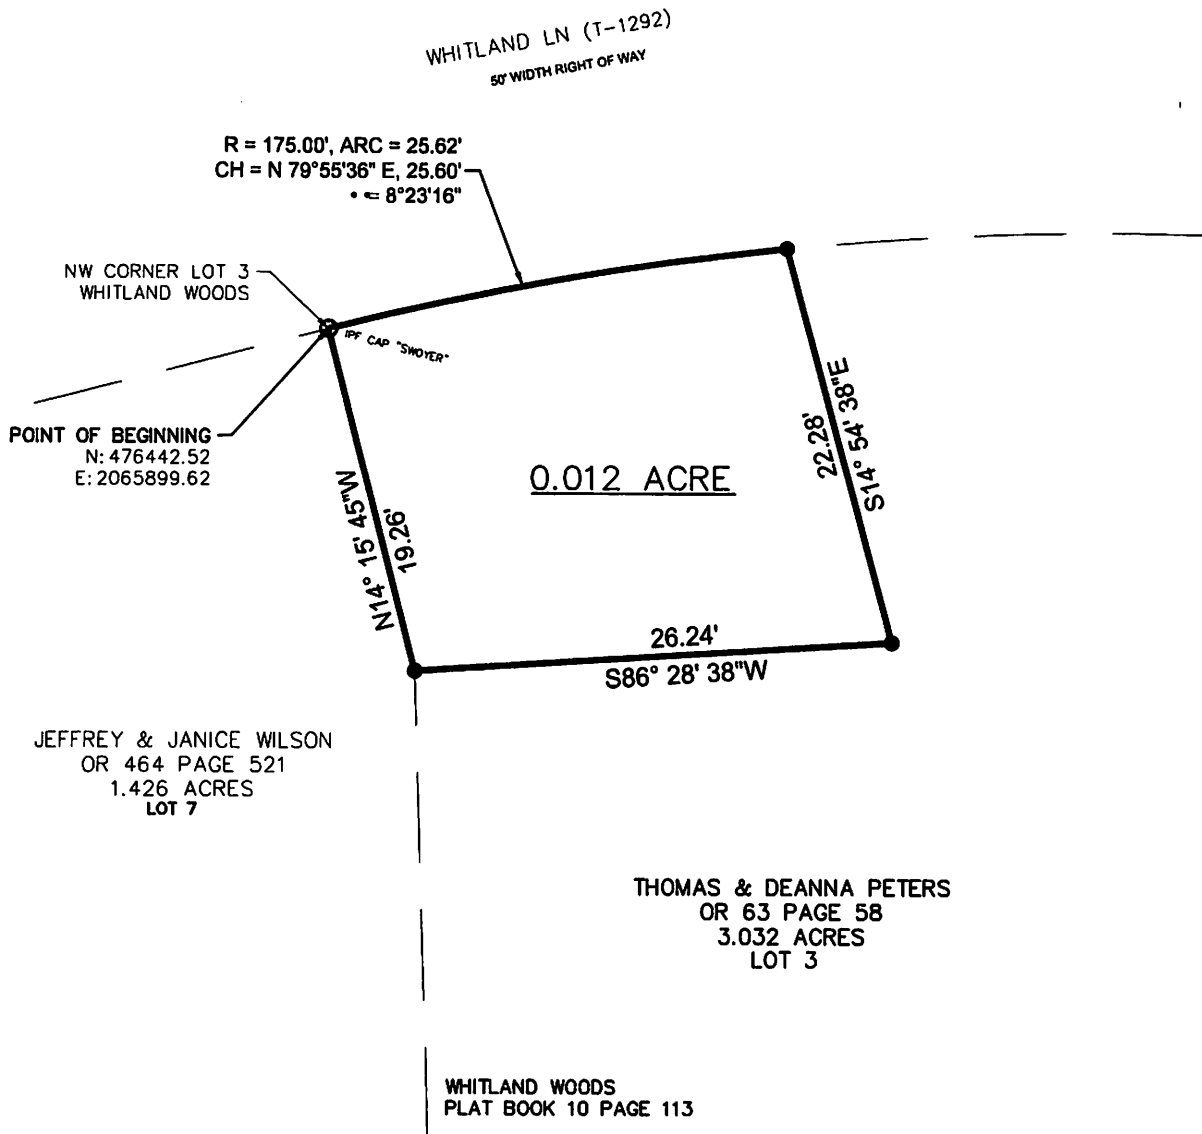 WHITLAND LN (T-1292)
50' WIDTH RIGHT OF WAY
R = 175.00', ARC = 25.62'
CH = N 79°55'36" E, 25.60'
= 8°23'16"
NW CORNER LOT 3
WHITLAND WOODS
IPF CAP "SWOYER"
POINT OF BEGINNING
N: 476442.52
E: 2065899.62
N14° 15' 45"W
19.26'
0.012 ACRE
22.28'
S14° 54' 38"E
26.24'
S86° 28' 38"W
JEFFREY & JANICE WILSON
OR 464 PAGE 521
1.426 ACRES
LOT 7
THOMAS & DEANNA PETERS
OR 63 PAGE 58
3.032 ACRES
LOT 3
WHITLAND WOODS
PLAT BOOK 10 PAGE 113